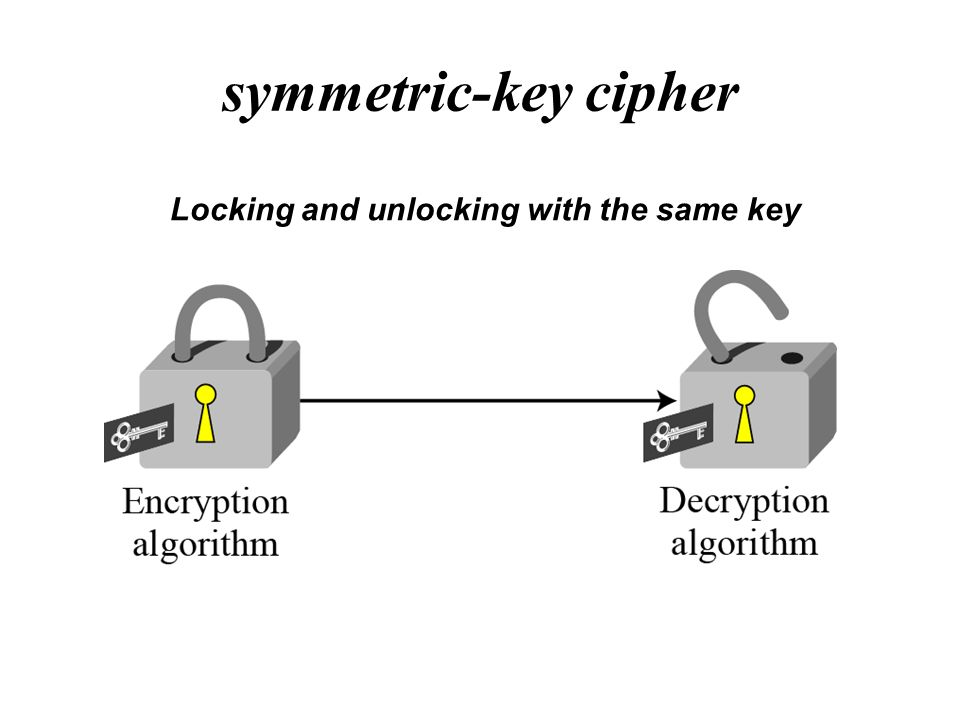 symmetric-key cipher
Locking and unlocking with the same key
Encryption
algorithm
Decryption
algorithm